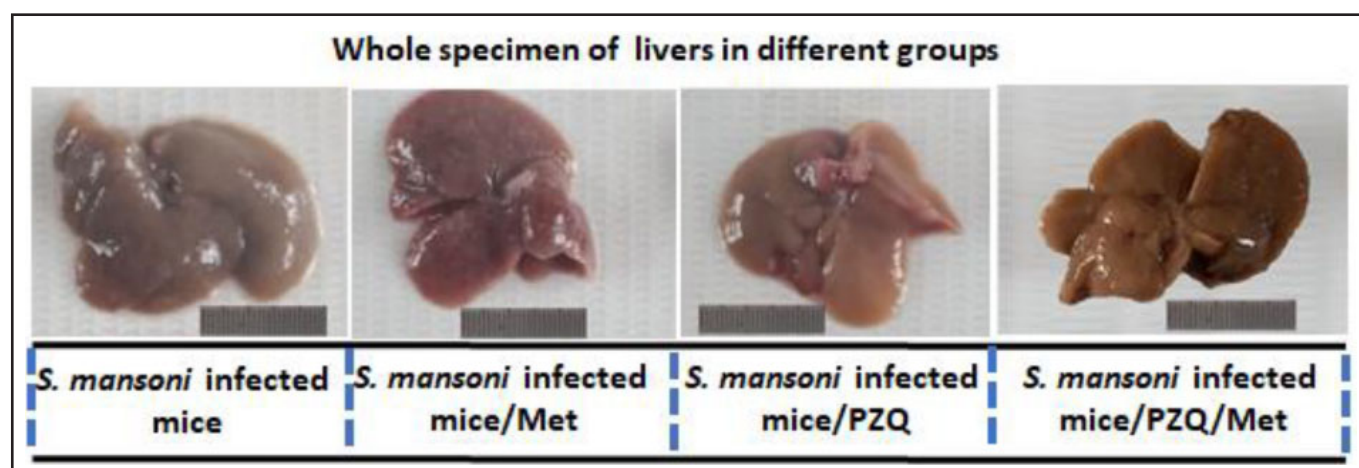 Whole specimen of livers in different groups
S. mansoni infected mice
S. mansoni infected mice/Met
S. mansoni infected mice/PZQ
S. mansoni infected mice/PZQ/Met